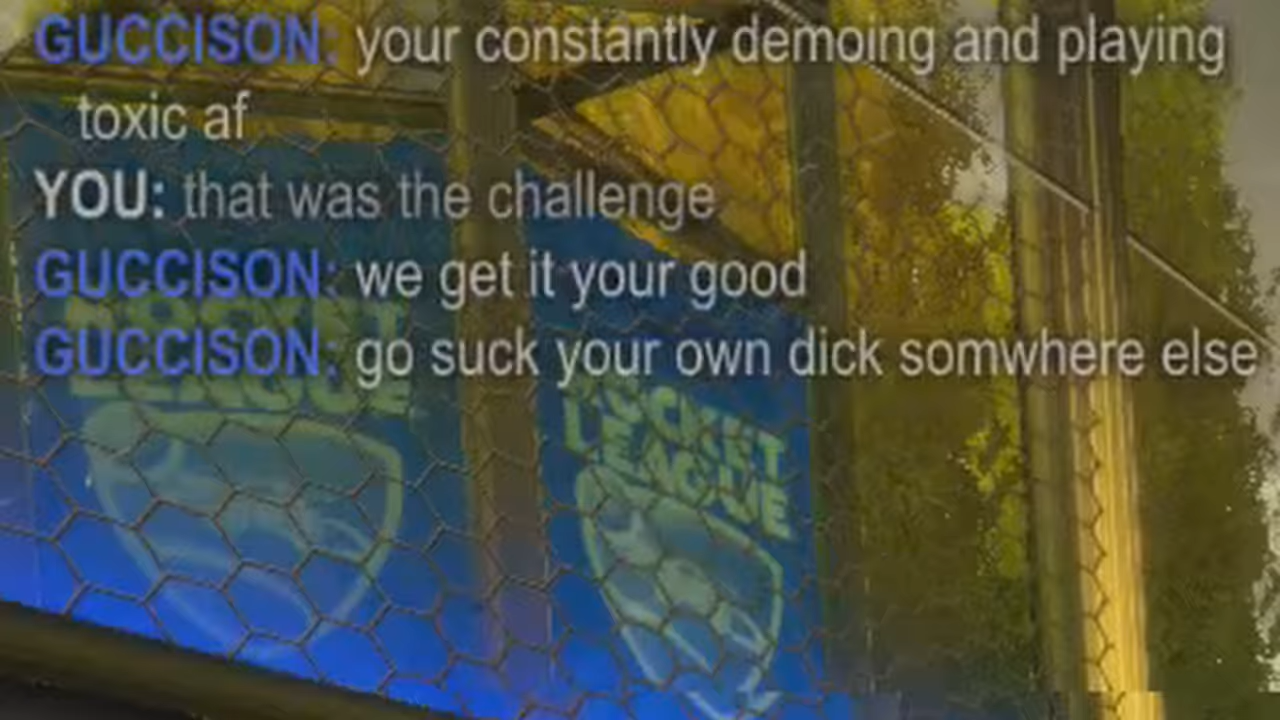 GUCCISON: your constantly demoing and playing
toxic af
YOU: that was the challenge
GUCCISON: we get it your good
GUCCISON: go suck your own dick somwhere else
ROCKET
LEAGUE
ROCKET
LEAGUE